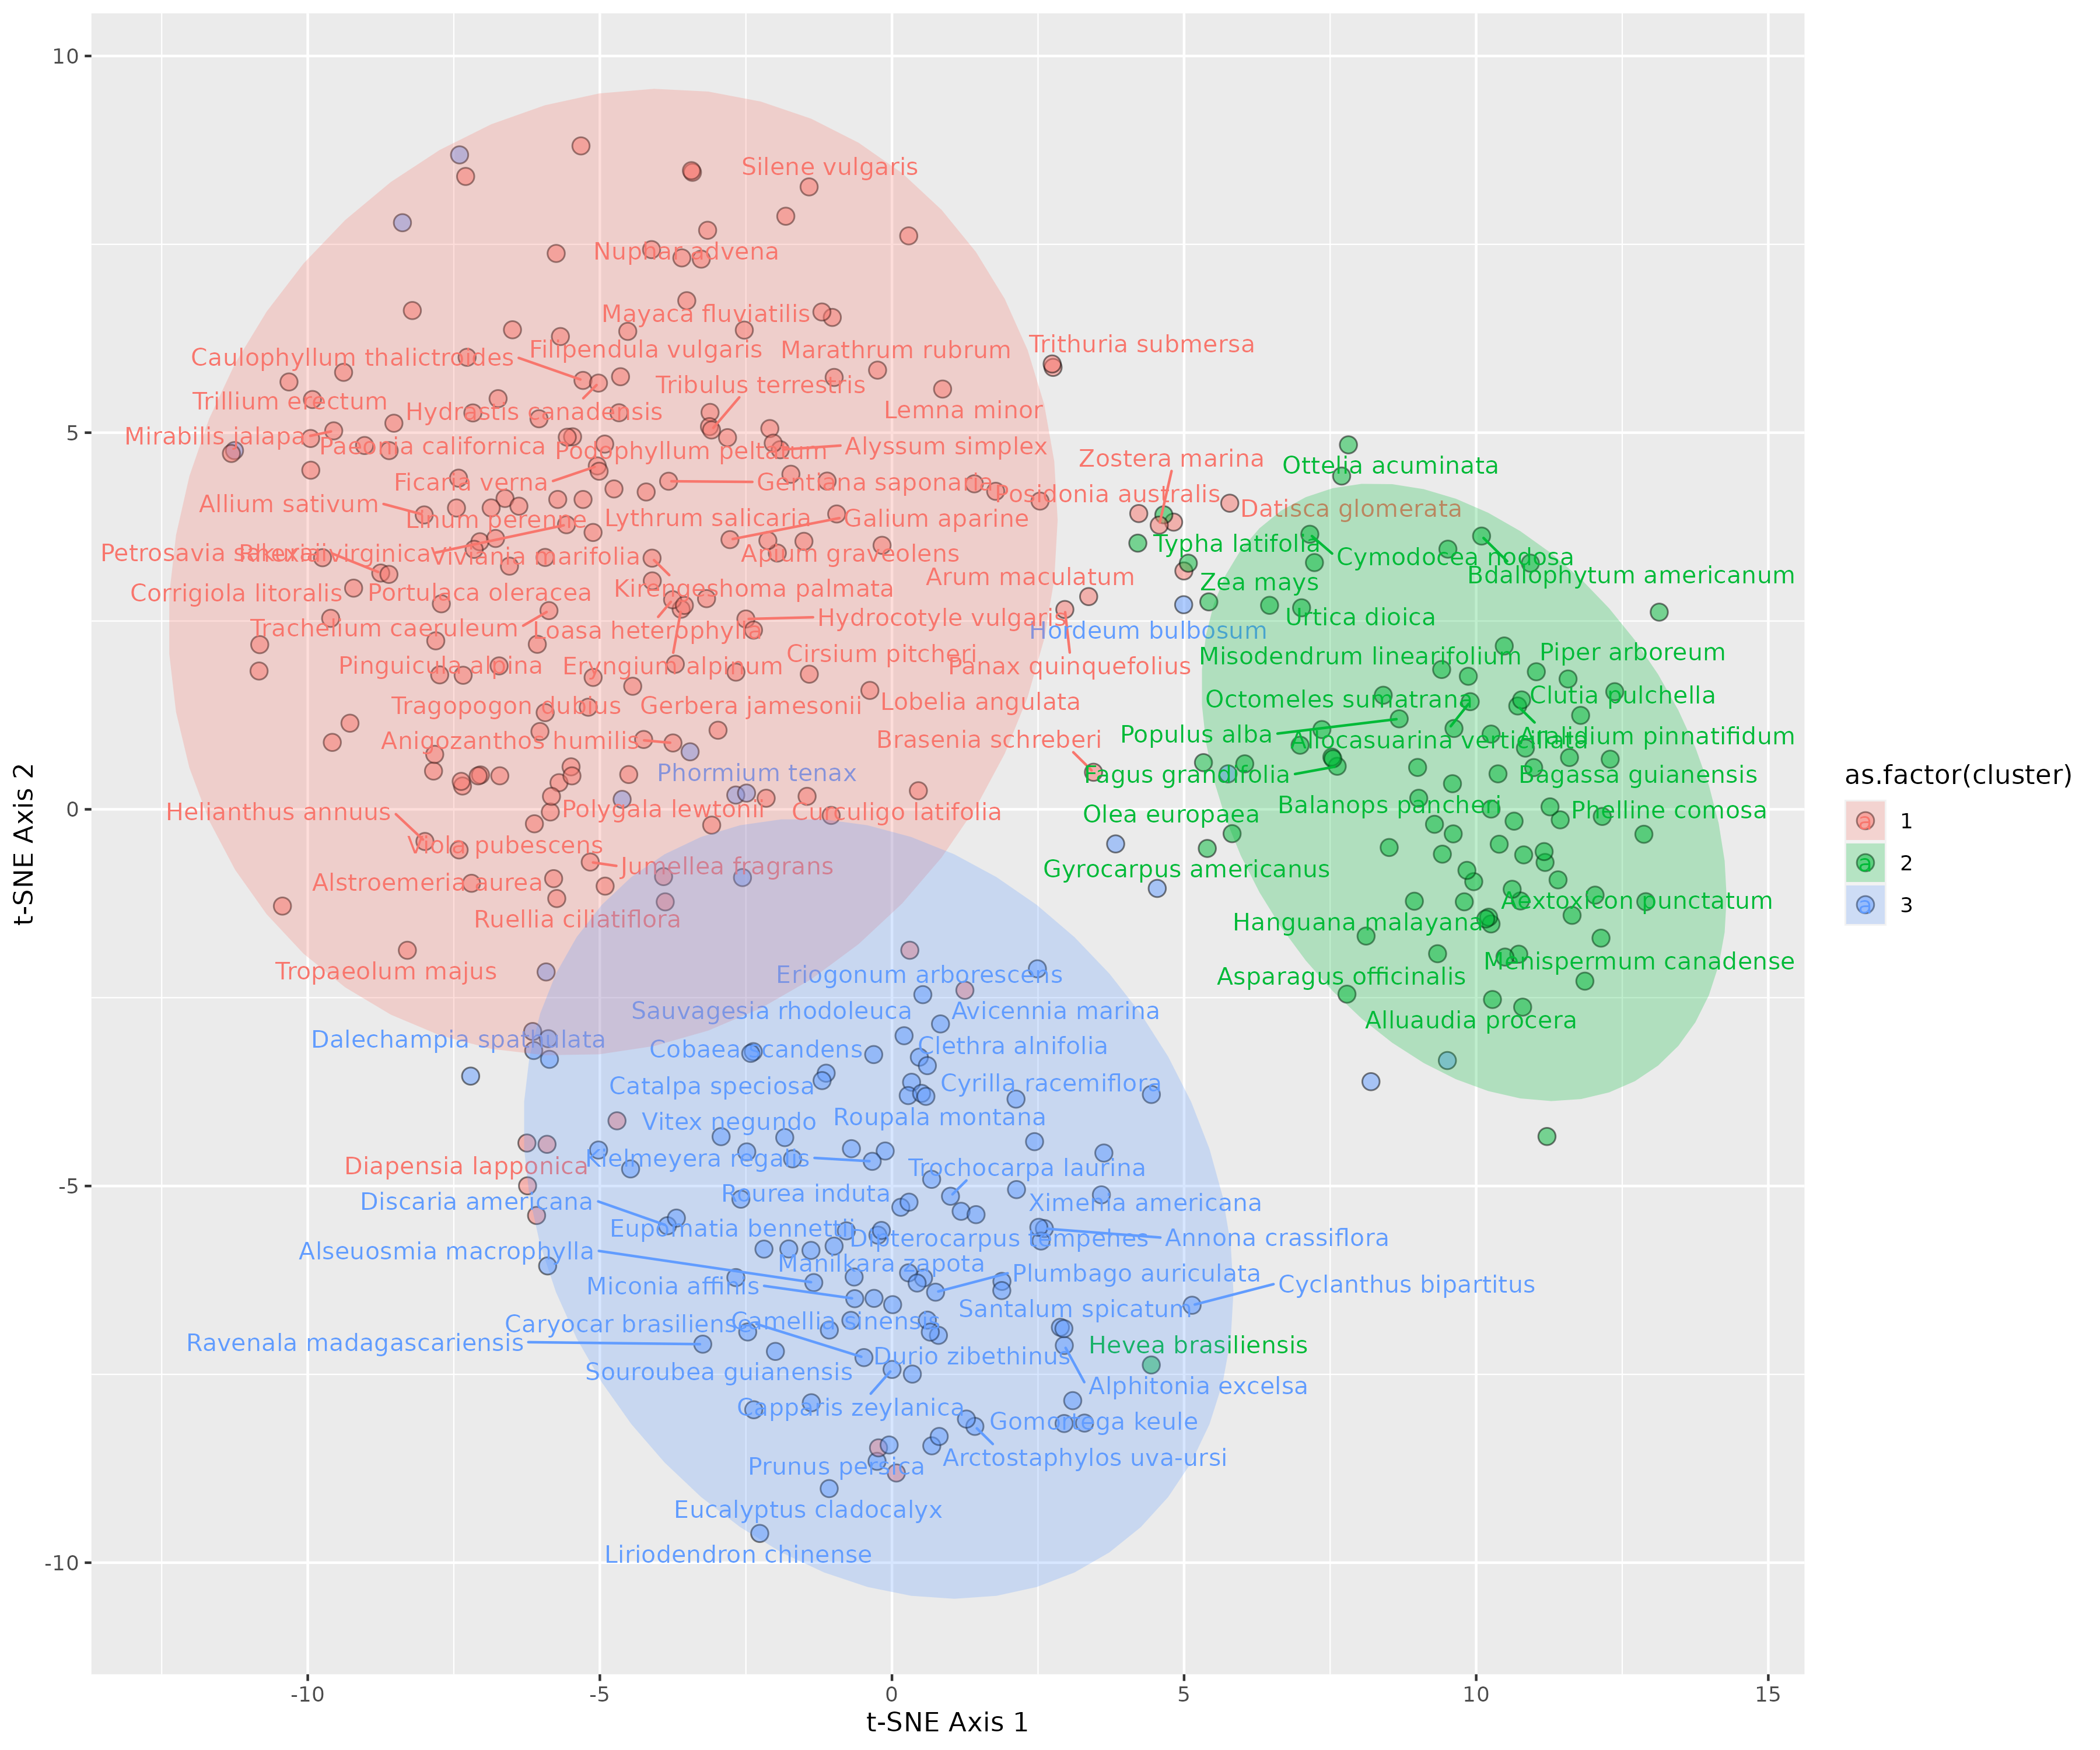 10
5
0
-5
-10
t-SNE Axis 2
Silene vulgaris
Nuphar advena
Mayaca fluviatilis
Caulophyllum thalictroides
Filipendula vulgaris
Marathrum rubrum
Trithuria submersa
Tribulus terrestris
Trillium erectum
Hydrastis canadensis
Lemna minor
Mirabilis jalapa
Paeonia californica
Podophyllum peltatum
Alyssum simplex
Zostera marina
Ottelia acuminata
Ficaria verna
Gentiana saponaria
Posidonia australis
Allium sativum
Linum perenne
Lythrum salicaria
Galium aparine
Datisca glomerata
Petrosavia sakuraii
Rhexia virginica
Viviania marifolia
Apium graveolens
Typha latifolia
Cymodocea nodosa
Arum maculatum
Zea mays
Bdallophytum americanum
Corrigiola litoralis
Portulaca oleracea
Kirengeshoma palmata
Trachelium caeruleum
Loasa heterophylla
Hydrocotyle vulgaris
Hordeum bulbosum
Urtica dioica
Pinguicula alpina
Eryngium alpinum
Cirsium pitcheri
Panax quinquefolius
Misodendrum linearifolium
Piper arboreum
Tragopogon dubius
Gerbera jamesonii
Lobelia angulata
Octomeles sumatrana
Clutia pulchella
Anigozanthos humilis
Brasenia schreberi
Populus alba
Allocasuarina verticillata
Aralidium pinnatifidum
Phormium tenax
Fagus grandifolia
Bagassa guianensis
Helianthus annuus
Polygala lewtonii
Curculigo latifolia
Olea europaea
Balanops pancheri
Phelline comosa
Viola pubescens
Jumellea fragrans
Gyrocarpus americanus
Alstroemeria aurea
Aextoxicon punctatum
Ruellia ciliatiflora
Hanguana malayana
Tropaeolum majus
Eriogonum arborescens
Asparagus officinalis
Menispermum canadense
Sauvagesia rhodoleuca
Avicennia marina
Alluaudia procera
Dalechampia spathulata
Cobaea scandens
Clethra alnifolia
Catalpa speciosa
Cyrilla racemiflora
Vitex negundo
Roupala montana
Diapensia lapponica
Kielmeyera regalis
Trochocarpa laurina
Discaria americana
Rourea induta
Ximenia americana
Eupomatia bennettii
Dipterocarpus tempehes
Annona crassiflora
Alseuosmia macrophylla
Manilkara zapota
Miconia affinis
Plumbago auriculata
Cyclanthus bipartitus
Caryocar brasiliense
Camellia sinensis
Santalum spicatum
Ravenala madagascariensis
Durio zibethinus
Hevea brasiliensis
Souroubea guianensis
Alphitonia excelsa
Capparis zeylanica
Gomortega keule
Prunus persica
Arctostaphylos uva-ursi
Eucalyptus cladocalyx
Liriodendron chinense
-10
-5
0
5
10
15
t-SNE Axis 1
as.factor(cluster)
a 1
a 2
a 3